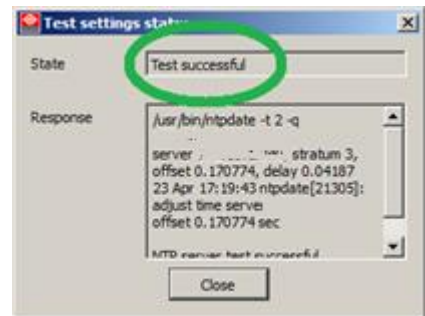 Test settings status
State
Test successful
Response
/usr/bin/ntpdate -t 2 -q
server stratum 3,
offset 0.170774, delay 0.04187
23 Apr 17:19:43 ntpdate[21305]:
adjust time server
offset 0.170774 sec
NTP server test successful
Close